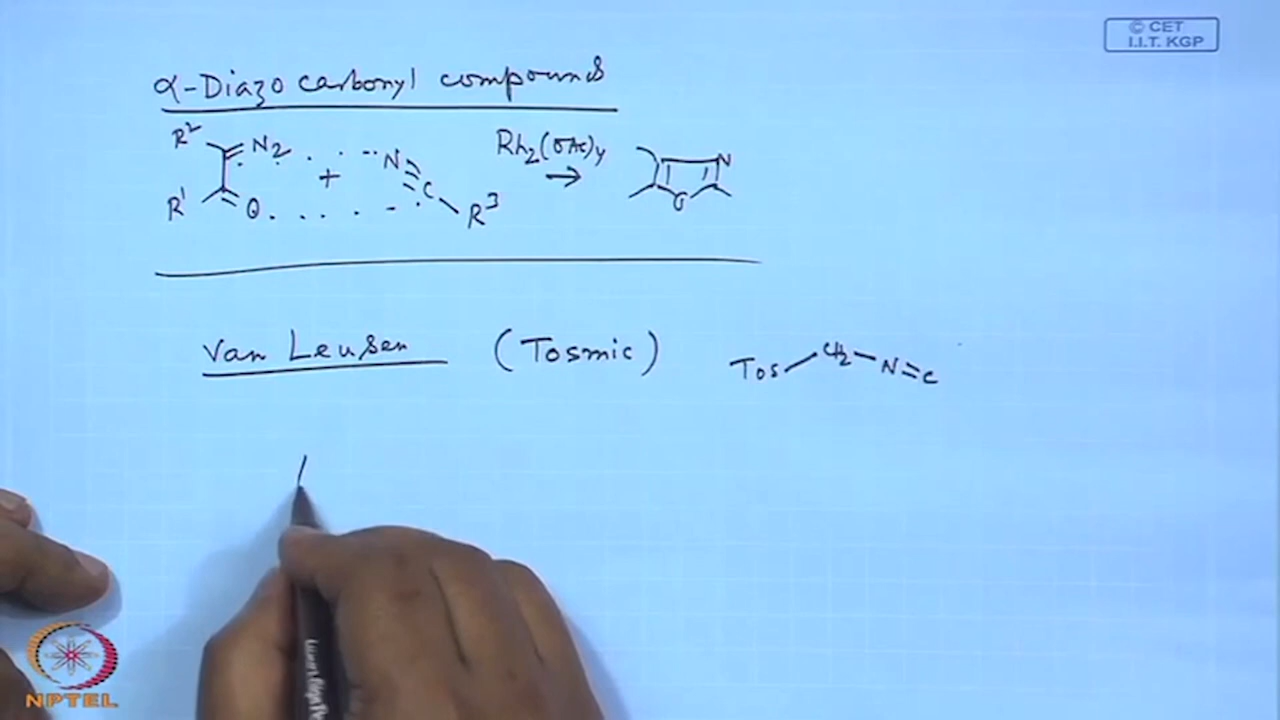 © CET
I.I.T. KGP
α-Diazo carbonyl compounds
R² N₂ + N Rh₂(OAc)₄ N
R¹ O C R³ → O
Van Leusen (Tosmic) Tos CH₂ N=C
NPTEL